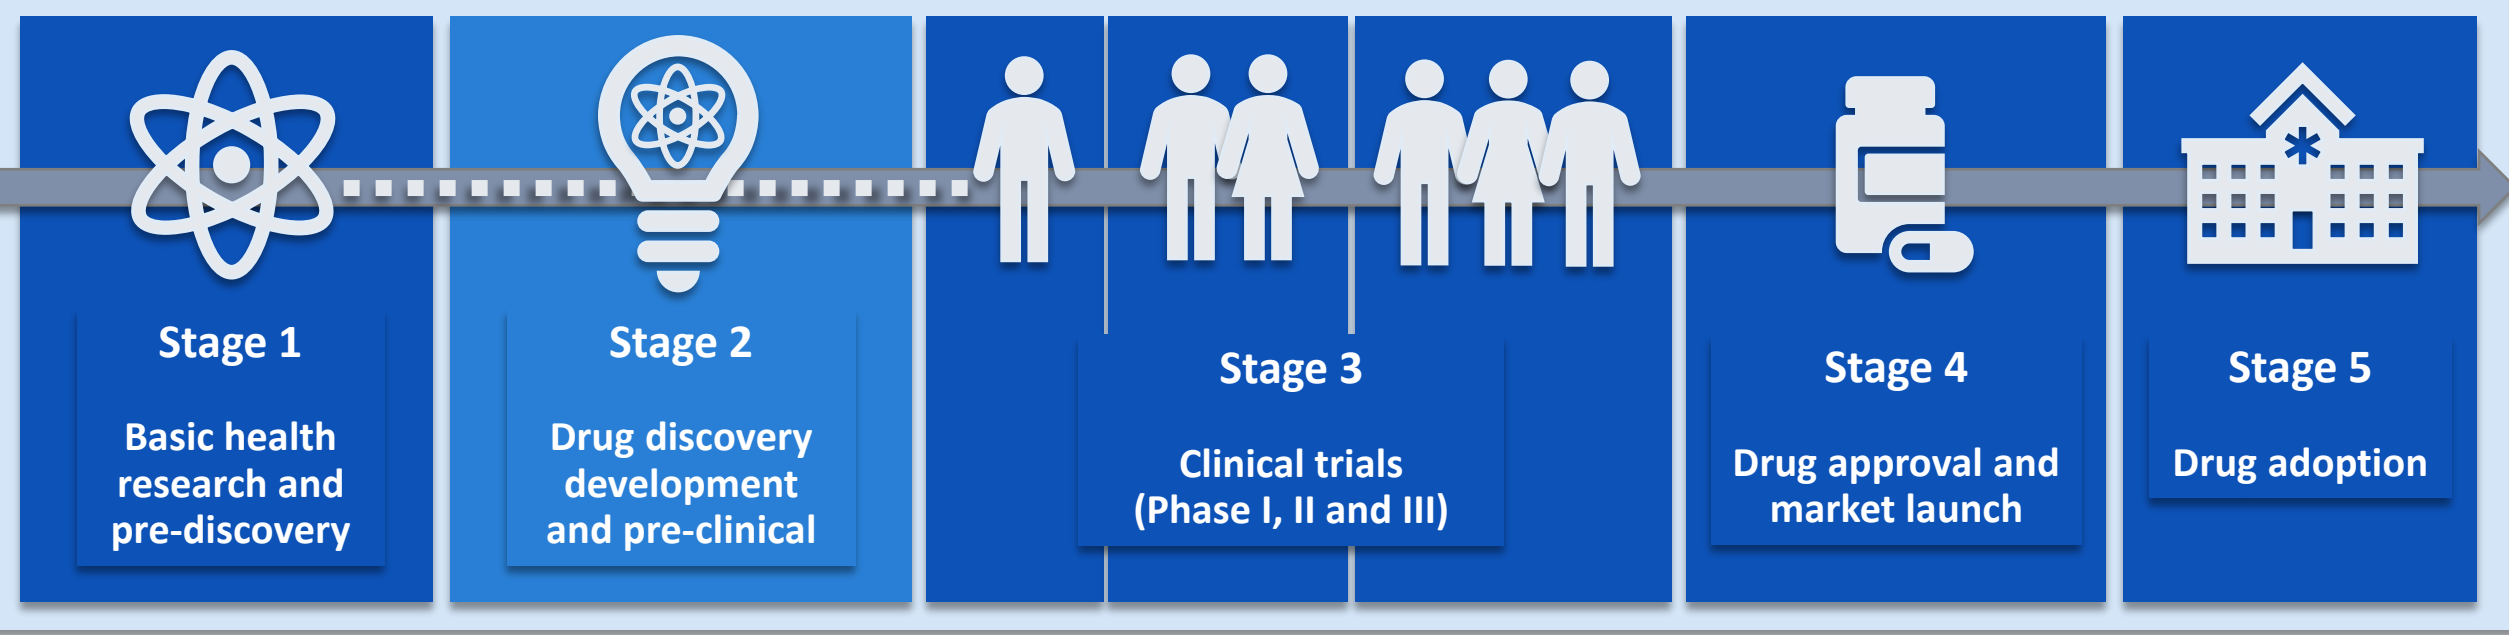 Stage 1
Basic health
research and
pre-discovery
Stage 2
Drug discovery
development
and pre-clinical
Stage 3
Clinical trials
(Phase I, II and III)
Stage 4
Drug approval and
market launch
Stage 5
Drug adoption